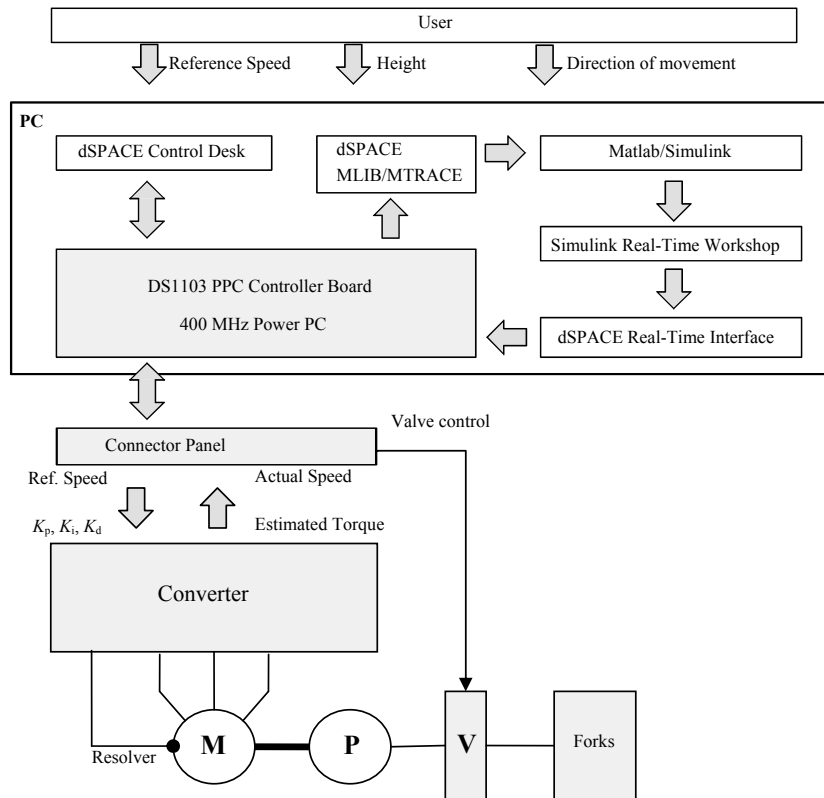 User
Reference Speed
Height
Direction of movement
PC
dSPACE Control Desk
dSPACE
MLIB/MTRACE
Matlab/Simulink
Simulink Real-Time Workshop
DS1103 PPC Controller Board
400 MHz Power PC
dSPACE Real-Time Interface
Valve control
Connector Panel
Ref. Speed
Actual Speed
Kp, Ki, Kd
Estimated Torque
Converter
M
P
V
Forks
Resolver